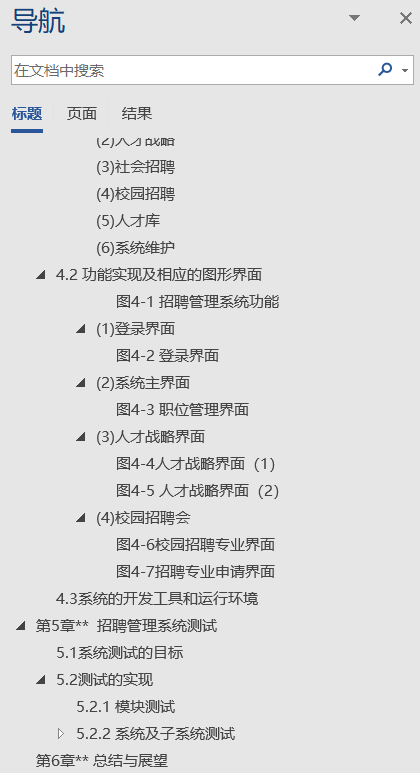 导航
在文档中搜索
标题 页面 结果
(2)人才战略
(3)社会招聘
(4)校园招聘
(5)人才库
(6)系统维护
4.2 功能实现及相应的图形界面
图4-1 招聘管理系统功能
(1)登录界面
图4-2 登录界面
(2)系统主界面
图4-3 职位管理界面
(3)人才战略界面
图4-4人才战略界面（1）
图4-5 人才战略界面（2）
(4)校园招聘会
图4-6校园招聘专业界面
图4-7招聘专业申请界面
4.3系统的开发工具和运行环境
第5章** 招聘管理系统测试
5.1系统测试的目标
5.2测试的实现
5.2.1 模块测试
5.2.2 系统及子系统测试
第6章** 总结与展望